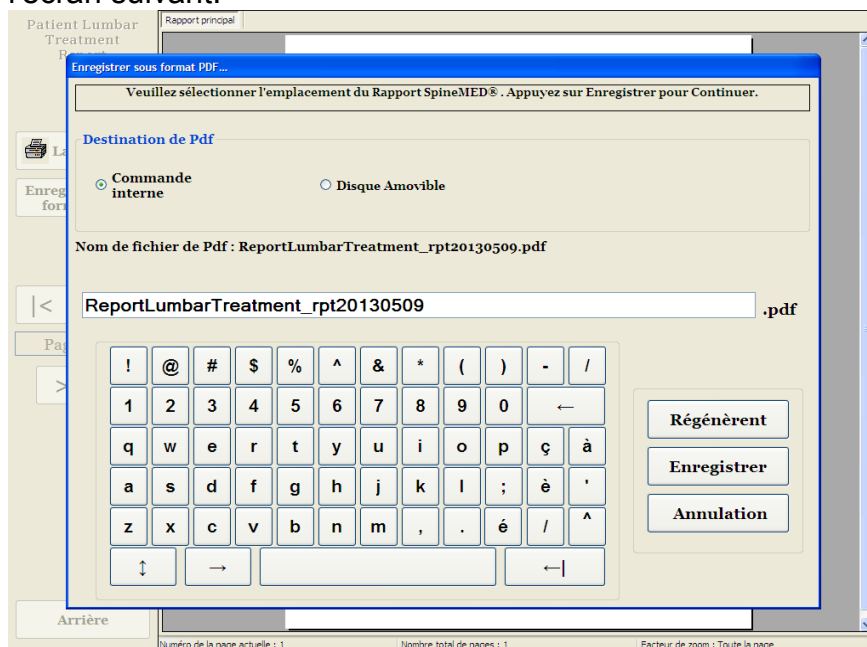 l'écran suivant.
Patient Lumbar
Treatment
Rapport principal
Enregistrer sous format PDF...
Veuillez sélectionner l'emplacement du Rapport SpineMED® . Appuyez sur Enregistrer pour Continuer.
Destination de Pdf
Commande
interne
Disque Amovible
Enreg
Nom de fichier de Pdf : ReportLumbarTreatment_rpt20130509.pdf
|<
ReportLumbarTreatment_rpt20130509 .pdf
Pa
>
! @ # $ % ^ & * ( ) - /
1 2 3 4 5 6 7 8 9 0 ←
q w e r t y u i o p ç à
a s d f g h j k l ; è '
z x c v b n m , . é / ^
↕ → ←|
Régénèrent
Enregistrer
Annulation
Arrière
Numéro de la page actuelle : 1 Nombre total de pages : 1 Facteur de zoom : Toute la page